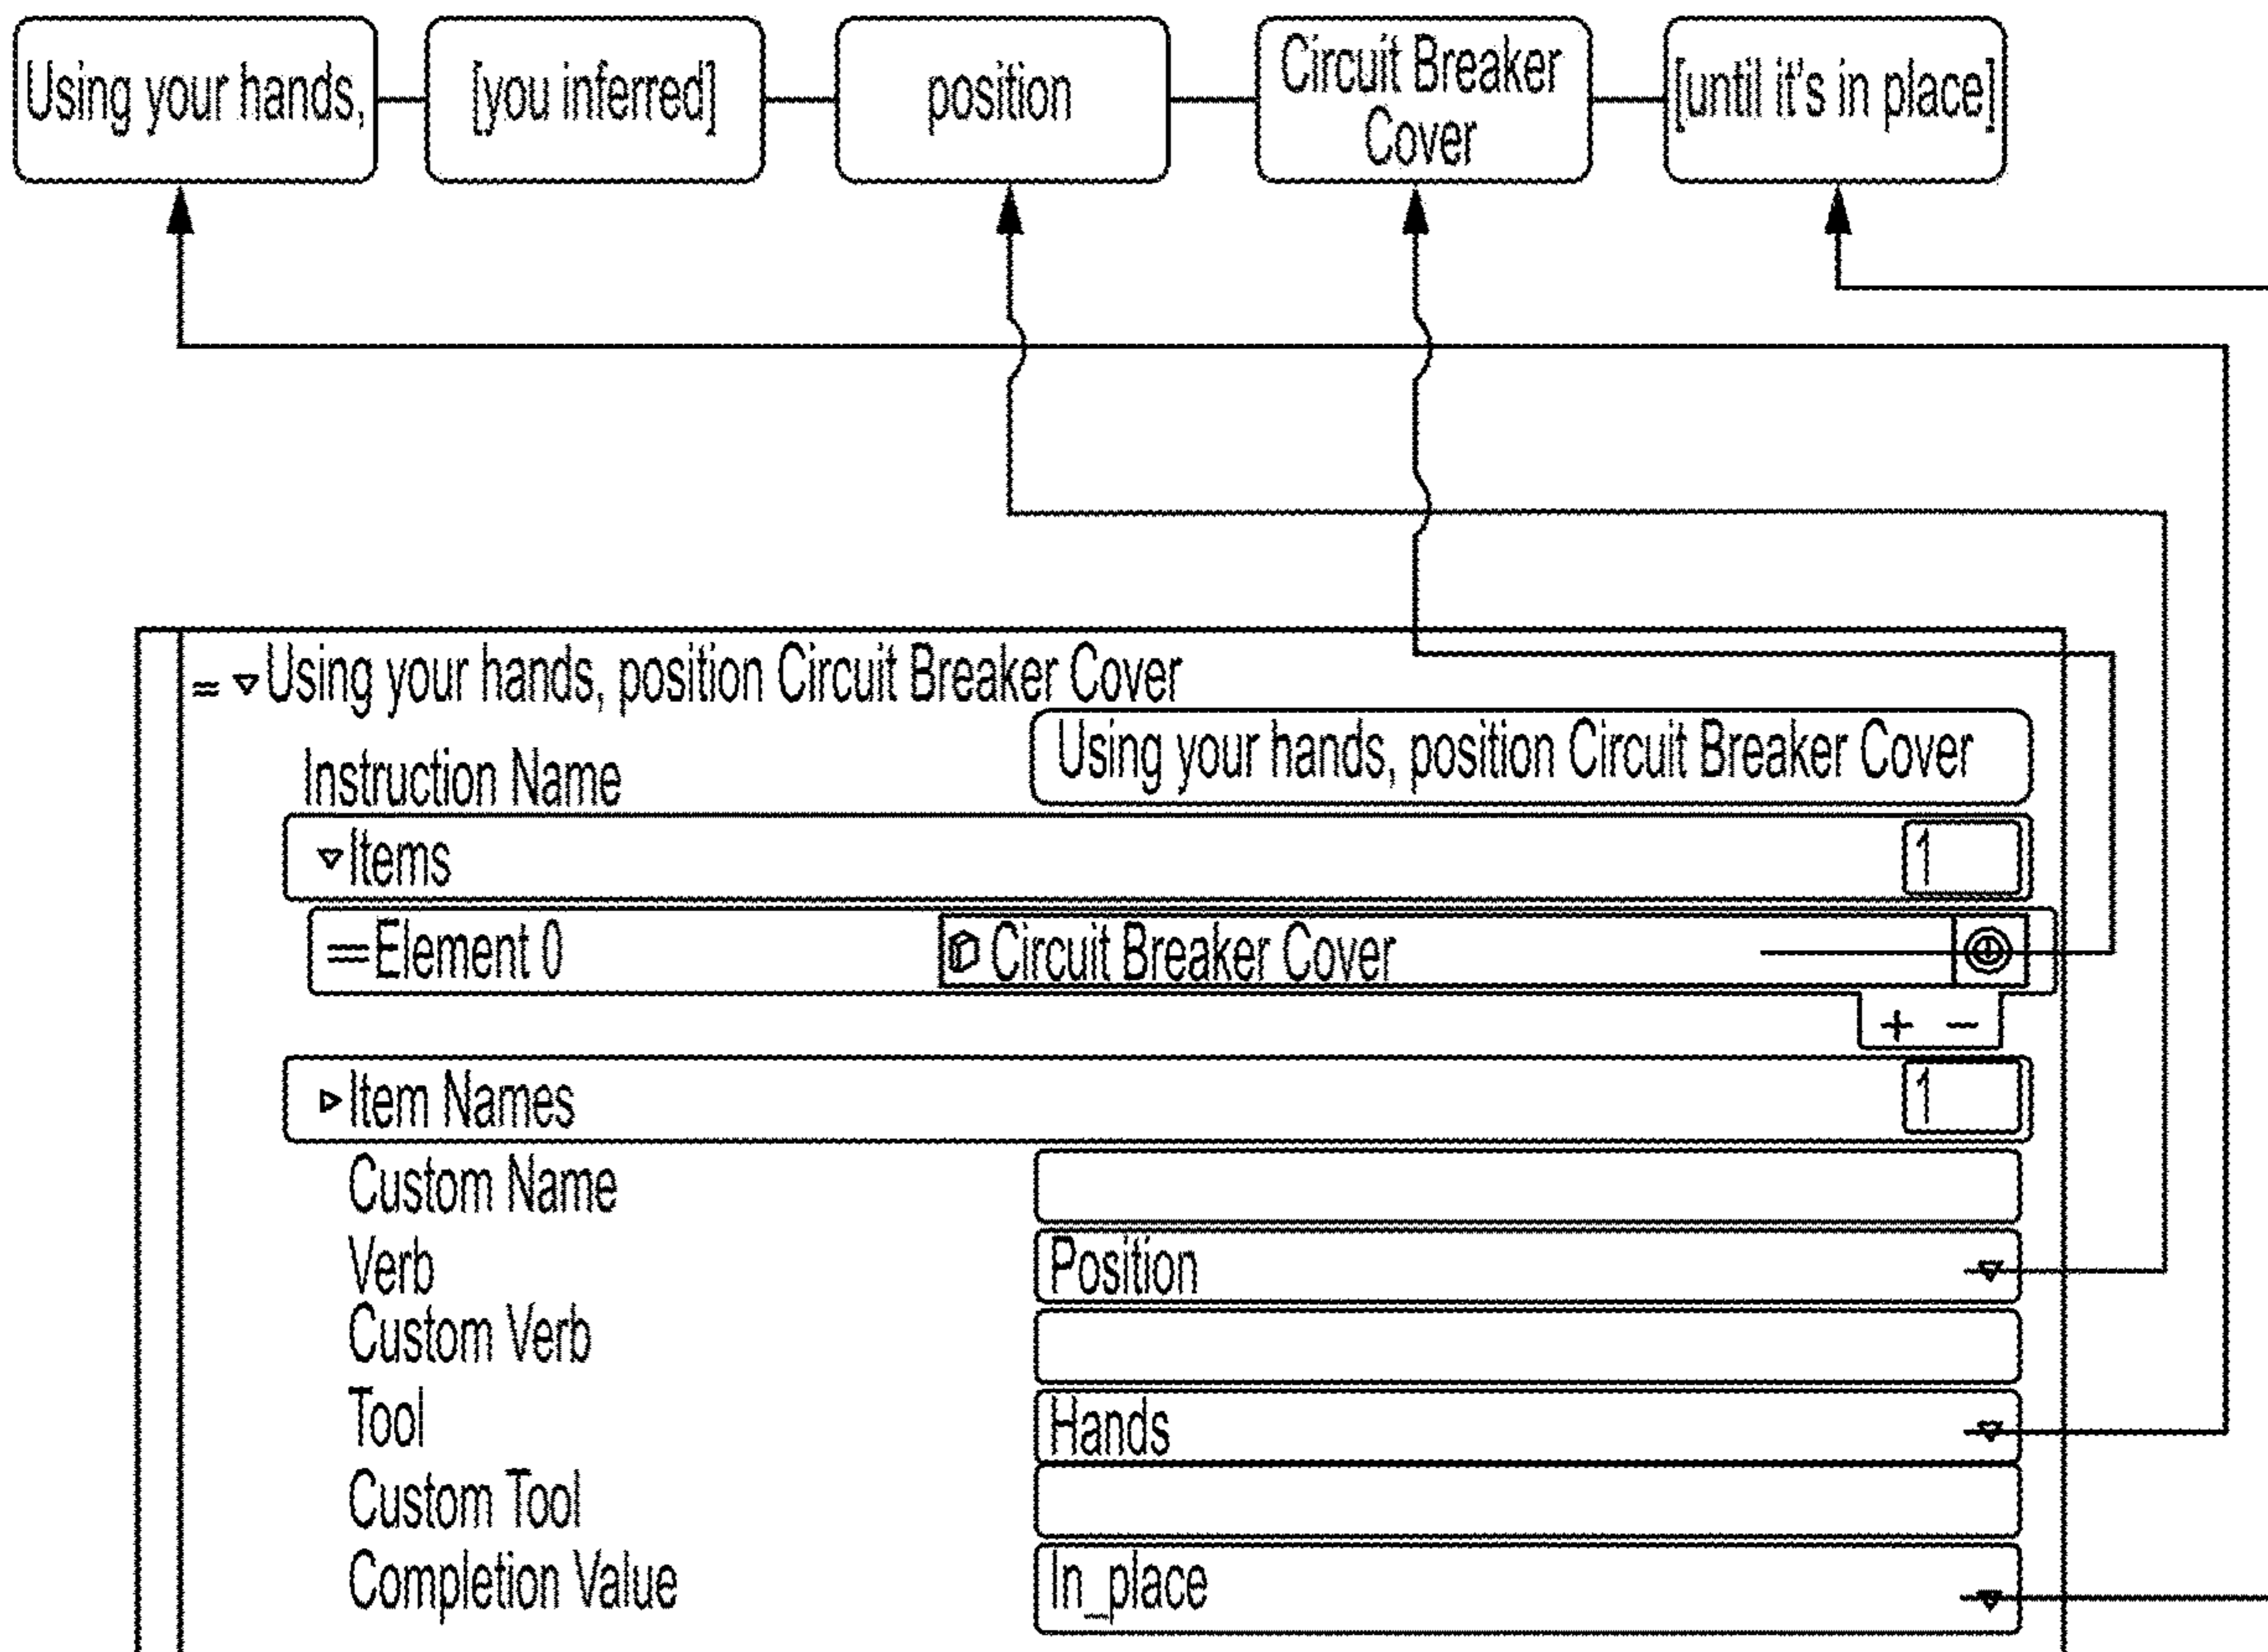 Using your hands,
[you inferred]
position
Circuit Breaker
Cover
[until it's in place]
Using your hands, position Circuit Breaker Cover
Instruction Name
Using your hands, position Circuit Breaker Cover
Items
1
Element 0
Circuit Breaker Cover
+ −
Item Names
1
Custom Name
Verb
Position
Custom Verb
Tool
Hands
Custom Tool
Completion Value
In_place